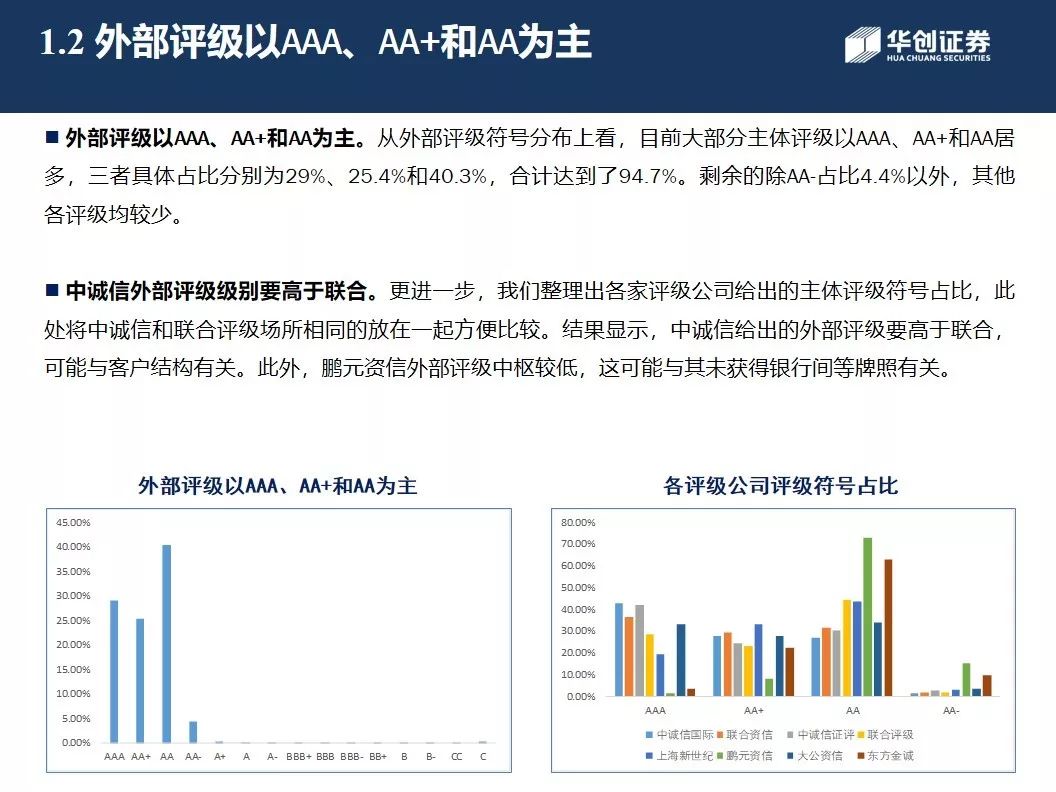 1.2 外部评级以AAA、AA+和AA为主
华创证券
HUA CHUANG SECURITIES
■ 外部评级以AAA、AA+和AA为主。从外部评级符号分布上看，目前大部分主体评级以AAA、AA+和AA居
多，三者具体占比分别为29%、25.4%和40.3%，合计达到了94.7%。剩余的除AA-占比4.4%以外，其他
各评级均较少。
■ 中诚信外部评级级别要高于联合。更进一步，我们整理出各家评级公司给出的主体评级符号占比，此
处将中诚信和联合评级场所相同的放在一起方便比较。结果显示，中诚信给出的外部评级要高于联合，
可能与客户结构有关。此外，鹏元资信外部评级中枢较低，这可能与其未获得银行间等牌照有关。
外部评级以AAA、AA+和AA为主
45.00%
40.00%
35.00%
30.00%
25.00%
20.00%
15.00%
10.00%
5.00%
0.00%
AAA AA+ AA AA- A+ A A- BBB+ BBB BBB- BB+ B B- CC C
各评级公司评级符号占比
80.00%
70.00%
60.00%
50.00%
40.00%
30.00%
20.00%
10.00%
0.00%
AAA AA+ AA AA-
中诚信国际 联合资信 中诚信证评 联合评级
上海新世纪 鹏元资信 大公资信 东方金诚